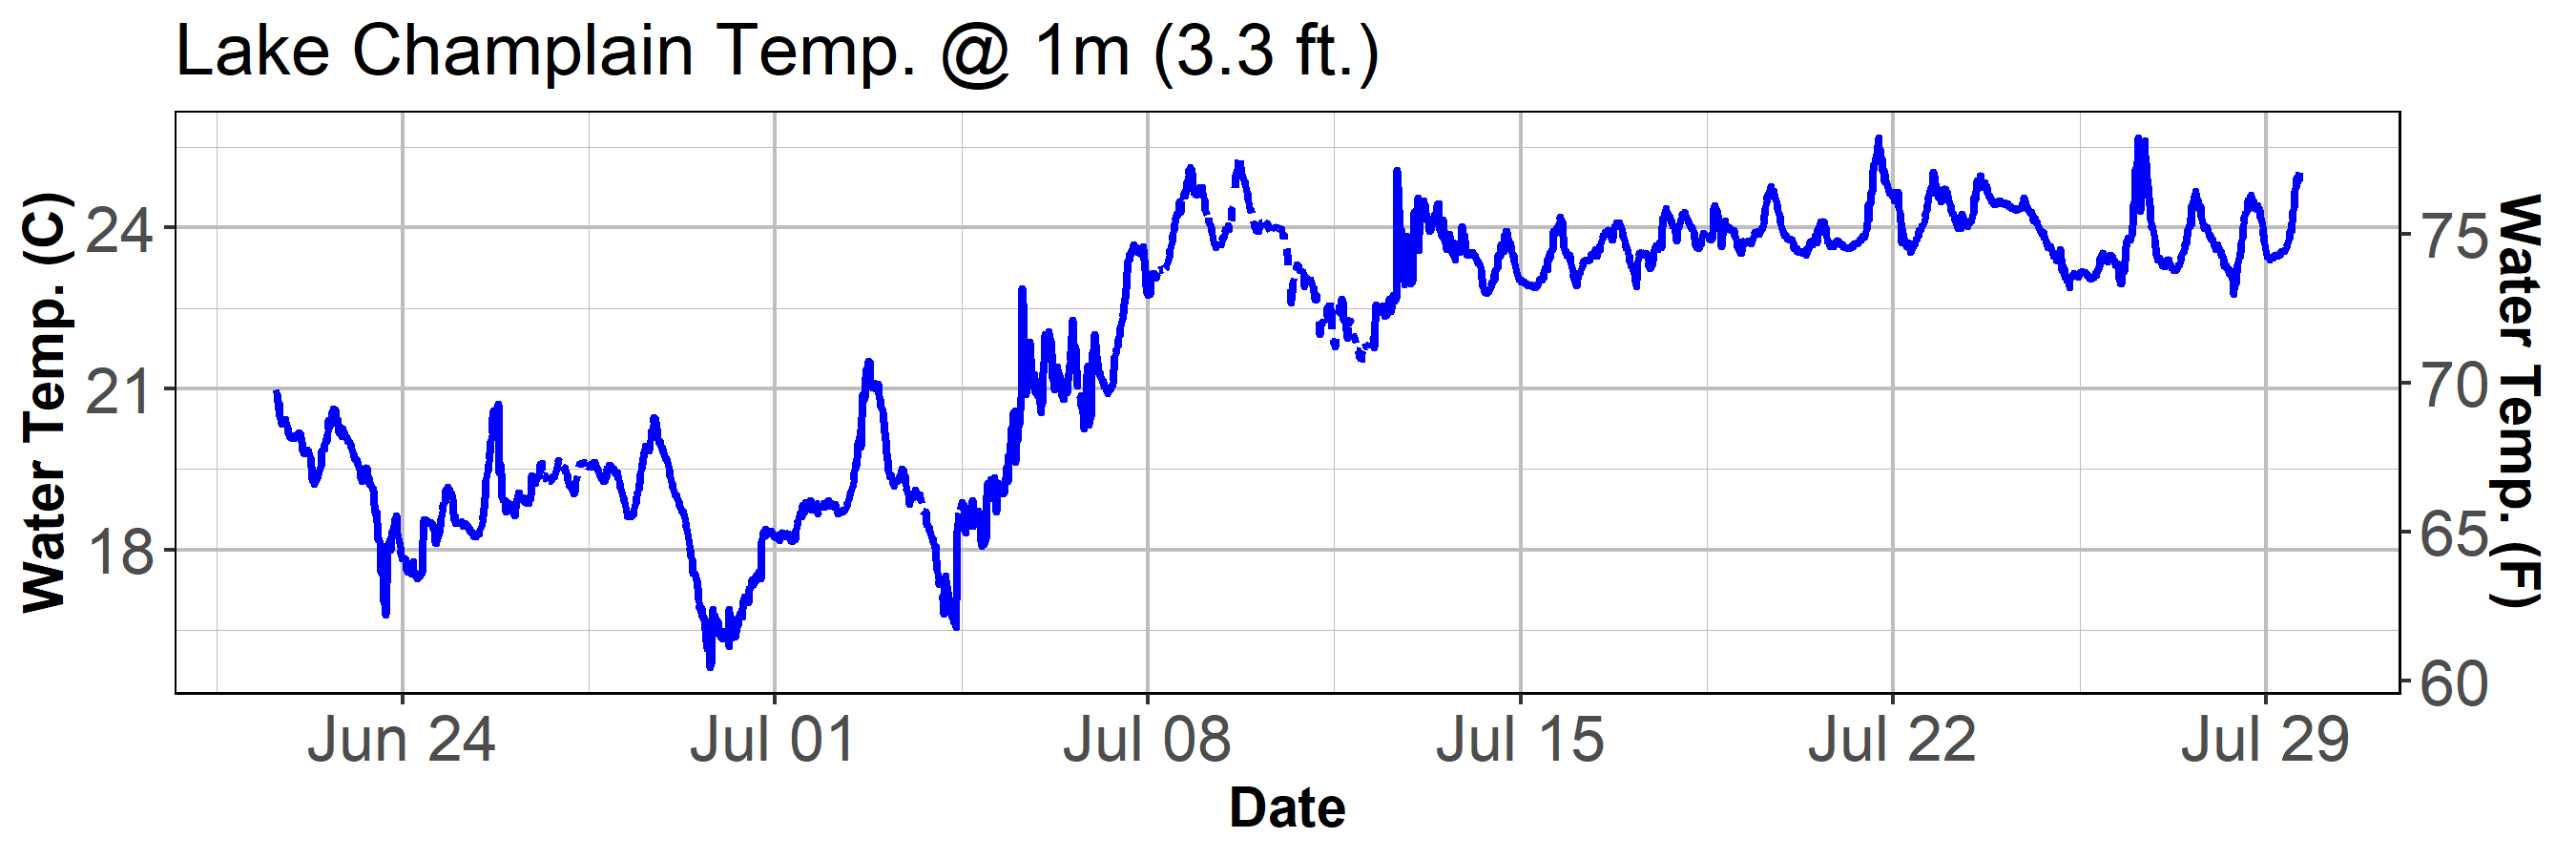 Lake Champlain Temp. @ 1m (3.3 ft.)
Water Temp. (C)
24
21
18
75
70
65
60
Water Temp. (F)
Jun 24 Jul 01 Jul 08 Jul 15 Jul 22 Jul 29
Date